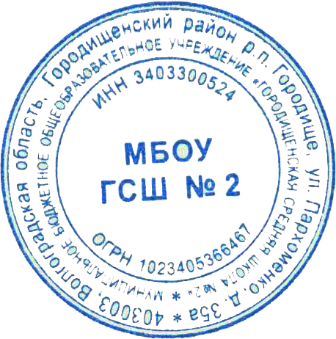 * 403003, Волгоградская область, Городищенский район р.п. Городище, ул. Пархоменко, д. 35а
* МУНИЦИПАЛЬНОЕ БЮДЖЕТНОЕ ОБЩЕОБРАЗОВАТЕЛЬНОЕ УЧРЕЖДЕНИЕ «ГОРОДИЩЕНСКАЯ СРЕДНЯЯ ШКОЛА №2»
ИНН 3403300524
МБОУ
ГСШ № 2
ОГРН 1023405366467